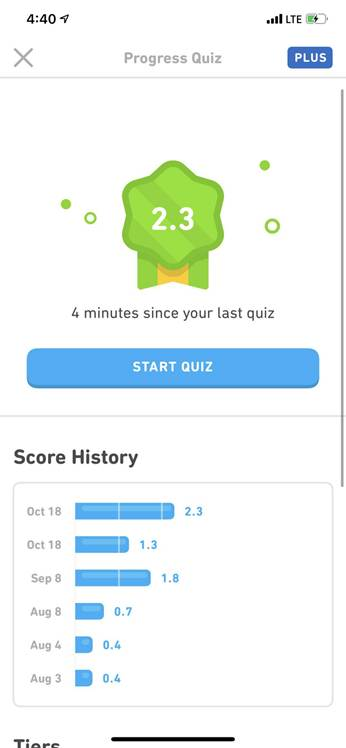 4:40 LTE
Progress Quiz PLUS
2.3
4 minutes since your last quiz
START QUIZ
Score History
Oct 18 2.3
Oct 18 1.3
Sep 8 1.8
Aug 8 0.7
Aug 4 0.4
Aug 3 0.4
Tiers